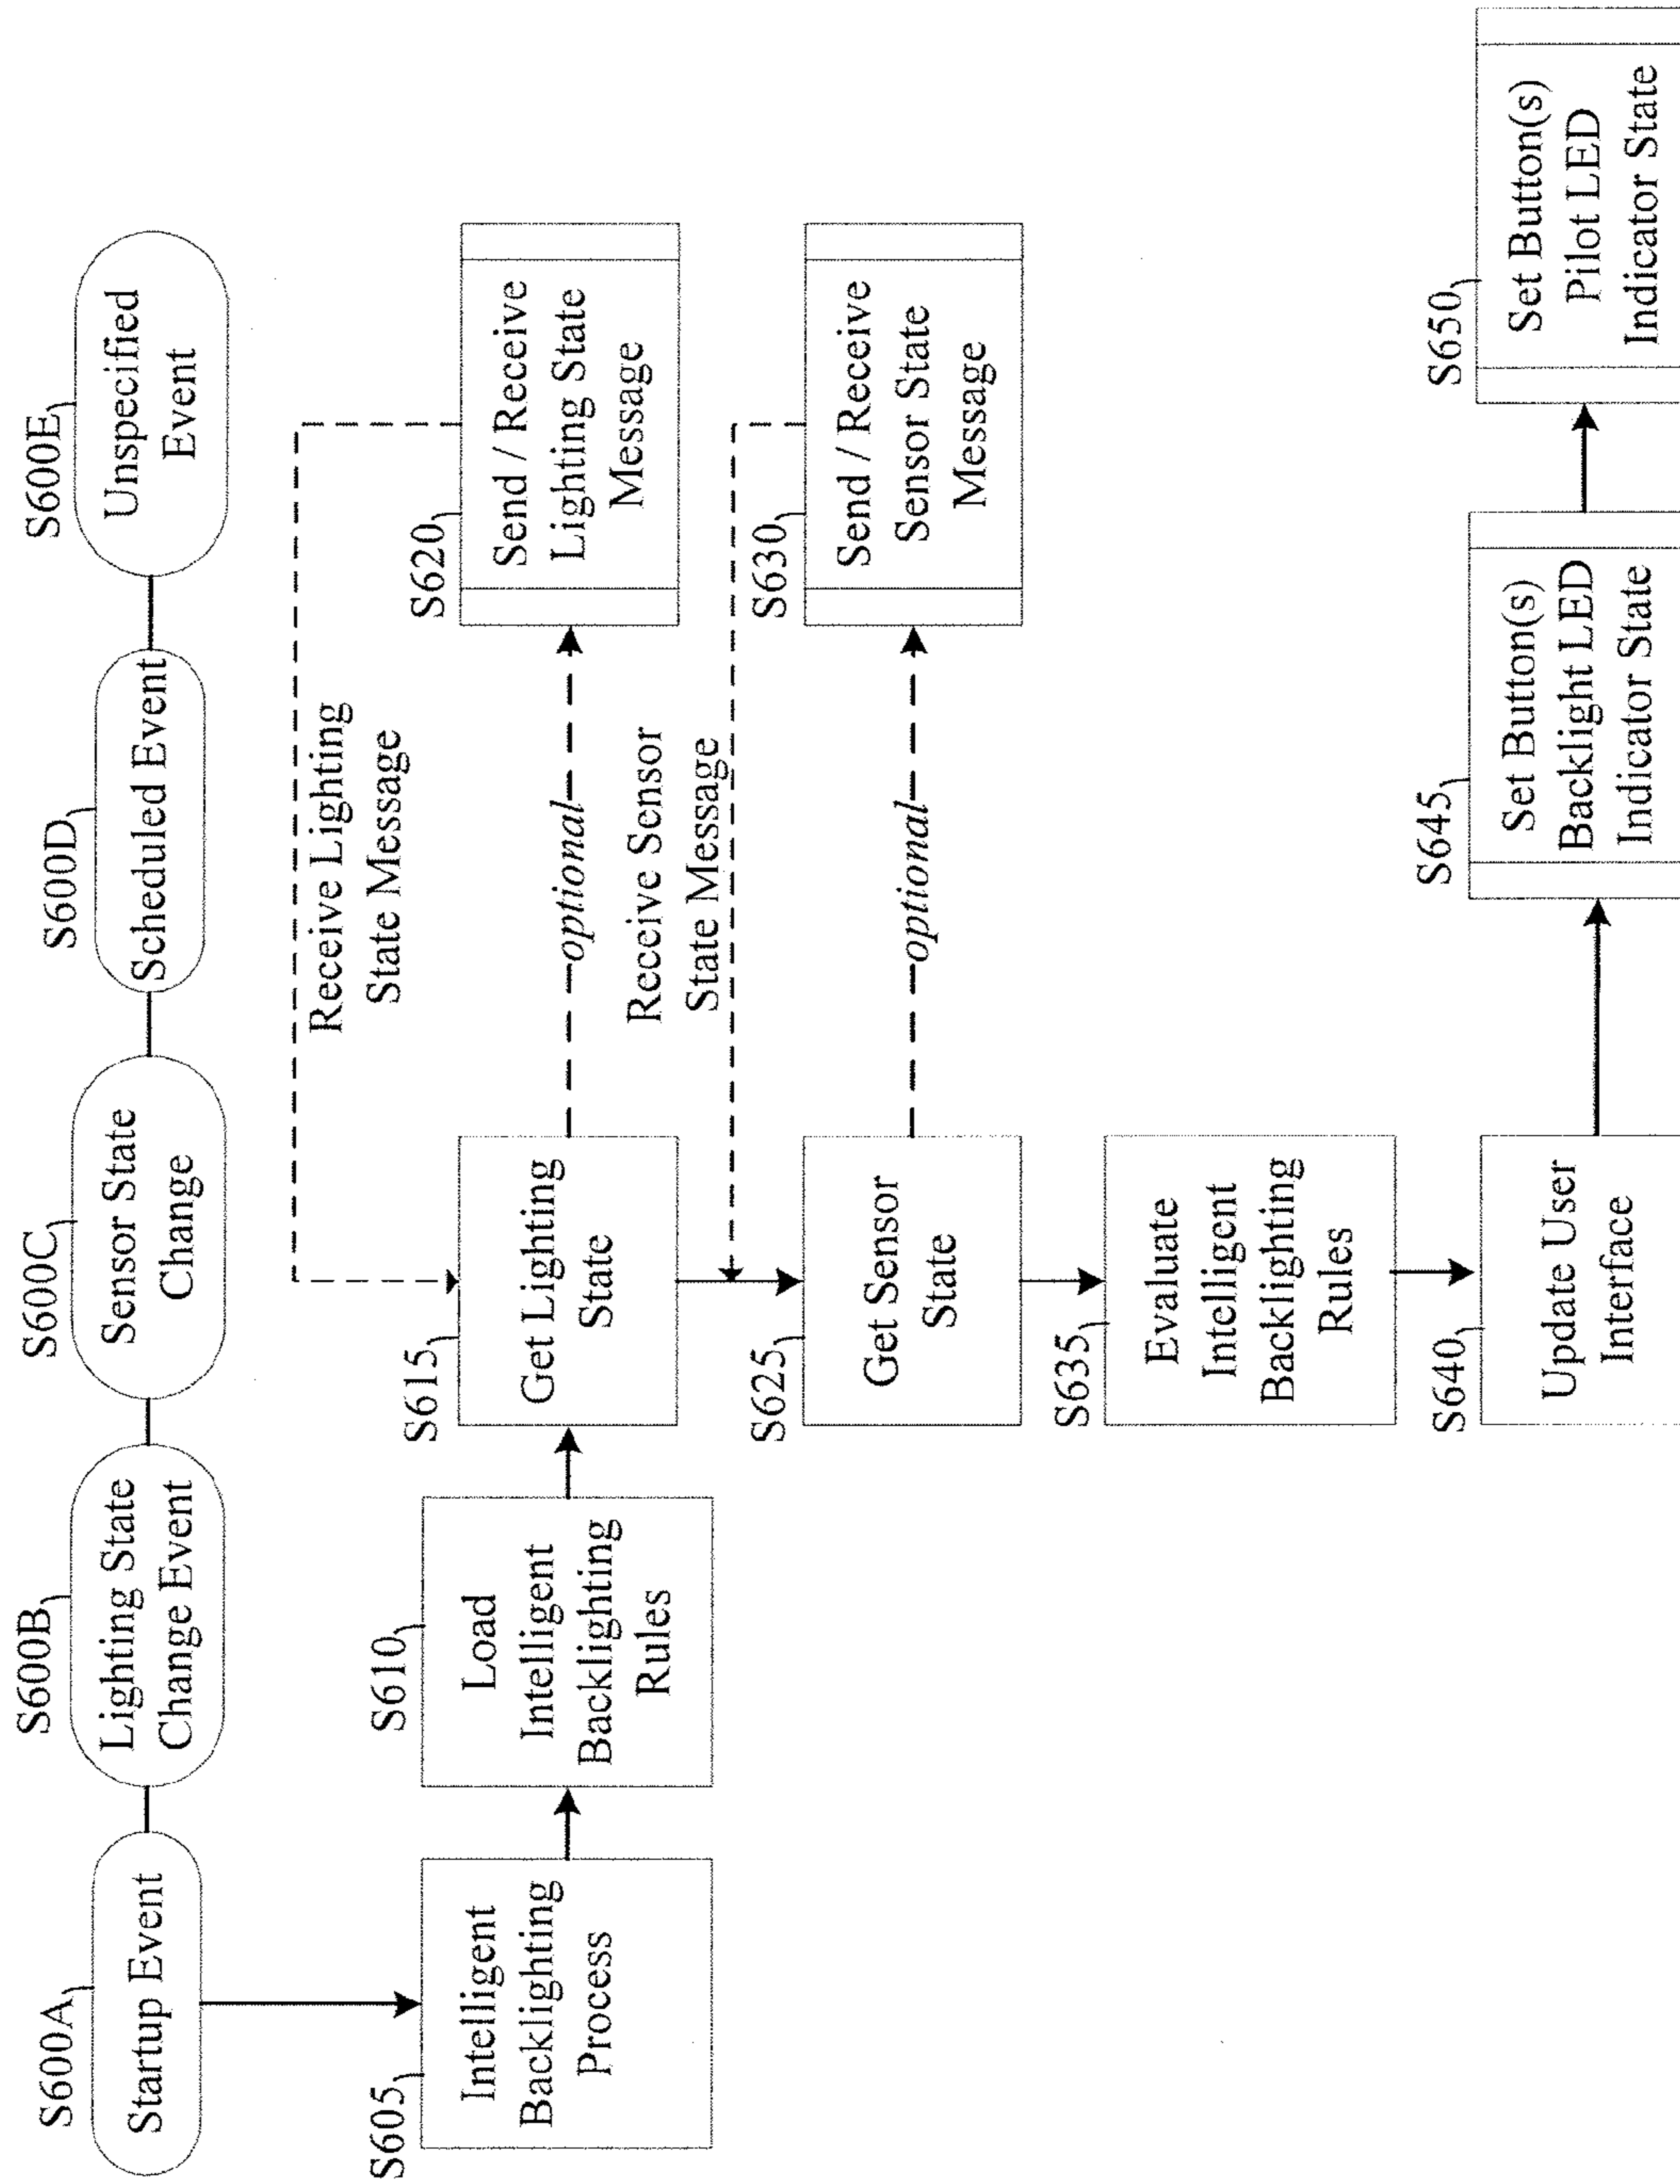 S600A
Startup Event
S600B
Lighting State
Change Event
S600C
Sensor State
Change
S600D
Scheduled Event
S600E
Unspecified
Event
Receive Lighting
State Message
S605
Intelligent
Backlighting
Process
S610
Load
Intelligent
Backlighting
Rules
S615
Get Lighting
State
optional
S620
Send / Receive
Lighting State
Message
Receive Sensor
State Message
S625
Get Sensor
State
optional
S630
Send / Receive
Sensor State
Message
S635
Evaluate
Intelligent
Backlighting
Rules
S640
Update User
Interface
S645
Set Button(s)
Backlight LED
Indicator State
S650
Set Button(s)
Pilot LED
Indicator State